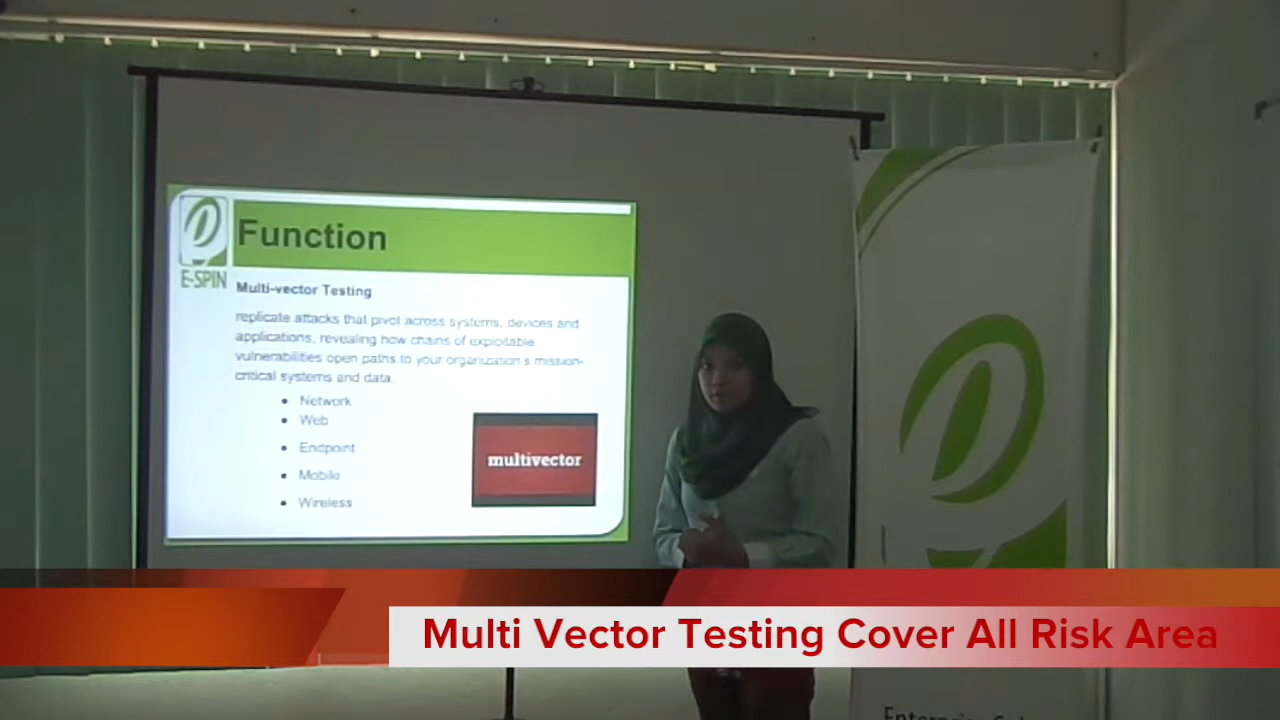 Function
E-SPIN
Multi-vector Testing
replicate attacks that pivot across systems, devices and
applications, revealing how chains of exploitable
vulnerabilities open paths to your organization's mission-
critical systems and data.
• Network
• Web
• Endpoint
• Mobile
• Wireless
multivector
Multi Vector Testing Cover All Risk Area